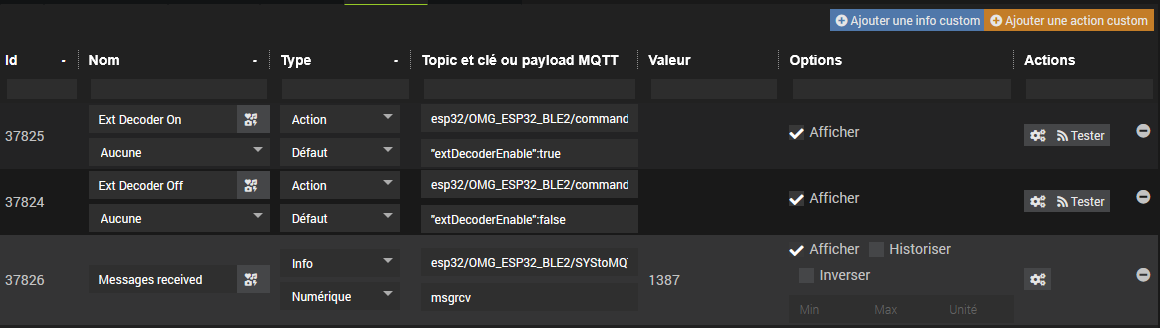 Ajouter une info custom Ajouter une action custom
Id - Nom - Type - Topic et clé ou payload MQTT Valeur Options Actions
37825 Ext Decoder On Action esp32/OMG_ESP32_BLE2/command Afficher Tester
Aucune Défaut "extDecoderEnable":true
37824 Ext Decoder Off Action esp32/OMG_ESP32_BLE2/command Afficher Tester
Aucune Défaut "extDecoderEnable":false
37826 Messages received Info esp32/OMG_ESP32_BLE2/SYStoMQ 1387 Afficher Historiser
Inverser
Numérique msgrcv Min Max Unité